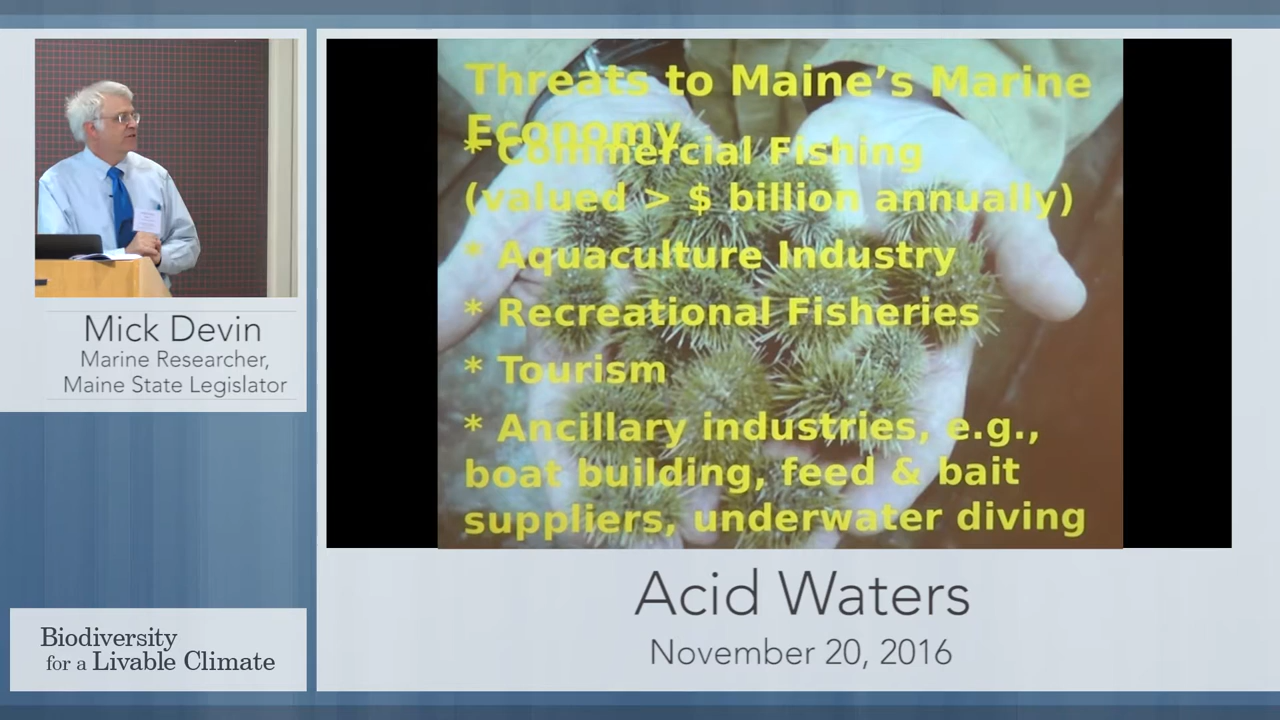 Mick Devin
Marine Researcher,
Maine State Legislator
Biodiversity
for a Livable Climate
Threats to Maine's Marine
Economy
* Commercial Fishing
(valued > $ billion annually)
* Aquaculture Industry
* Recreational Fisheries
* Tourism
* Ancillary industries, e.g.,
boat building, feed & bait
suppliers, underwater diving
Acid Waters
November 20, 2016